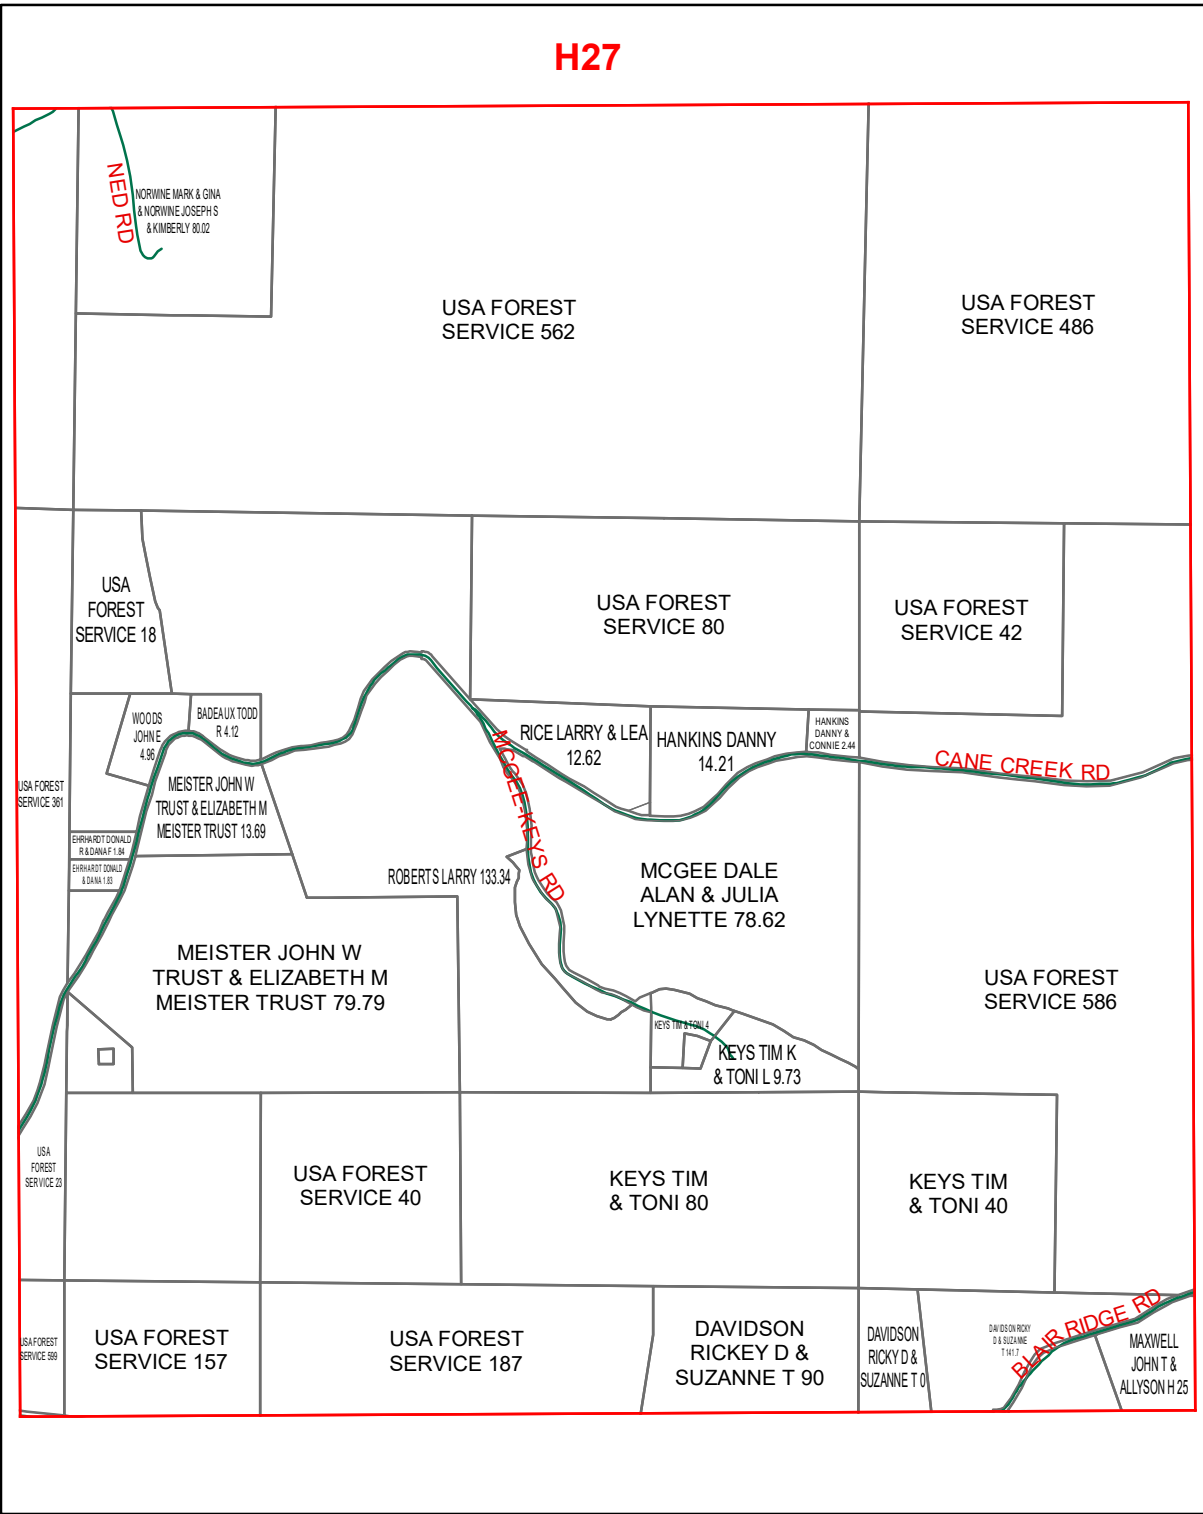 H27
NED RD
NORWINE MARK & GINA
& NORWINE JOSEPH S
& KIMBERLY 80.02
USA FOREST
SERVICE 562
USA FOREST
SERVICE 486
USA
FOREST
SERVICE 18
USA FOREST
SERVICE 80
USA FOREST
SERVICE 42
WOODS
JOHN E
4.96
BADEAUX TODD
R 4.12
RICE LARRY & LEA
12.62
HANKINS DANNY
14.21
HANKINS
DANNY &
CONNIE 2.44
CANE CREEK RD
MCGEE-KEYS RD
USA FOREST
SERVICE 361
MEISTER JOHN W
TRUST & ELIZABETH M
MEISTER TRUST 13.69
EHRHARDT DONALD
R & DANA F 1.84
EHRHARDT DONALD
& DANA 1.83
ROBERTS LARRY 133.34
MCGEE DALE
ALAN & JULIA
LYNETTE 78.62
MEISTER JOHN W
TRUST & ELIZABETH M
MEISTER TRUST 79.79
USA FOREST
SERVICE 586
KEYS TIM & TONI 4
KEYS TIM K
& TONI L 9.73
USA
FOREST
SERVICE 23
USA FOREST
SERVICE 40
KEYS TIM
& TONI 80
KEYS TIM
& TONI 40
USA FOREST
SERVICE 599
USA FOREST
SERVICE 157
USA FOREST
SERVICE 187
DAVIDSON
RICKEY D &
SUZANNE T 90
DAVIDSON
RICKY D &
SUZANNE T 0
DAVIDSON RICKY
D & SUZANNE
T 141.7
BLAIR RIDGE RD
MAXWELL
JOHN T &
ALLYSON H 25